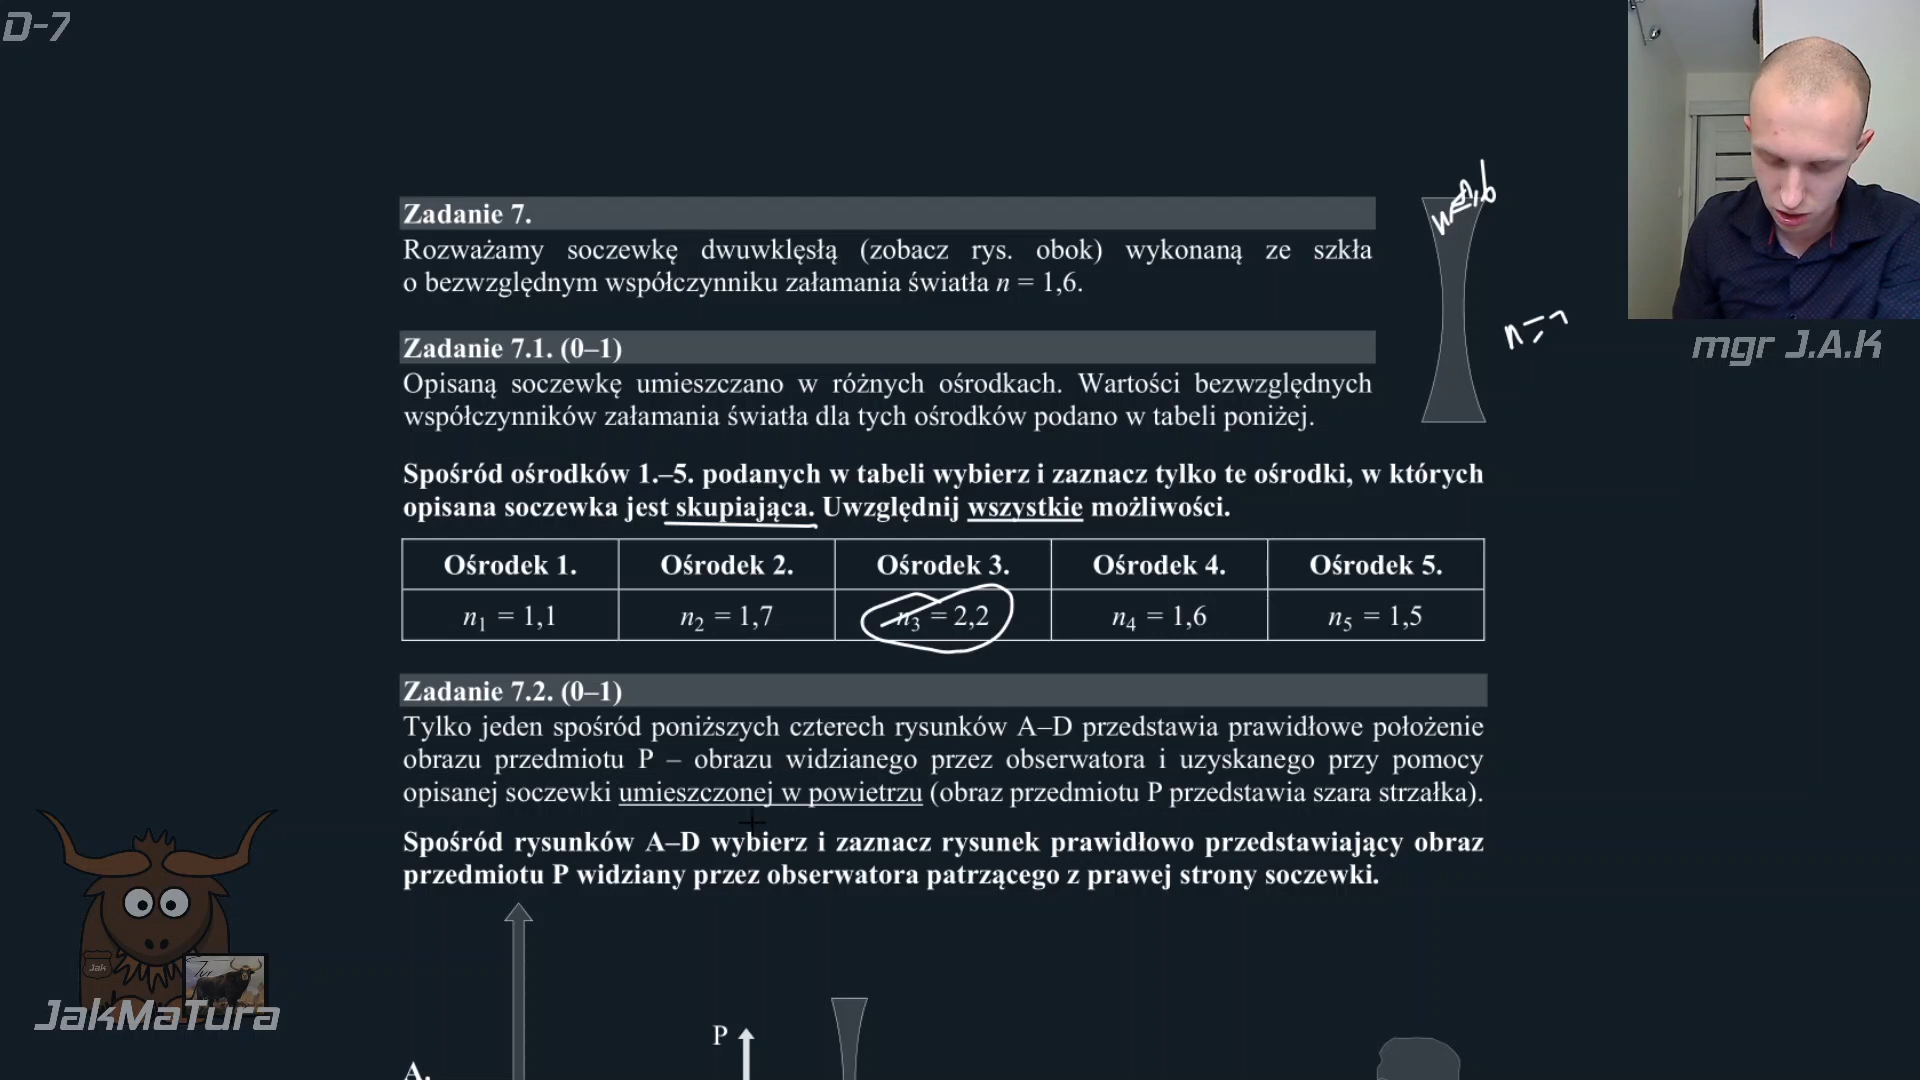 D-7
Zadanie 7.
Rozważamy soczewkę dwuwklęsłą (zobacz rys. obok) wykonaną ze szkła
o bezwzględnym współczynniku załamania światła n = 1,6.
Zadanie 7.1. (0–1)
mgr J.A.K
Opisaną soczewkę umieszczano w różnych ośrodkach. Wartości bezwzględnych
współczynników załamania światła dla tych ośrodków podano w tabeli poniżej.
Spośród ośrodków 1.–5. podanych w tabeli wybierz i zaznacz tylko te ośrodki, w których
opisana soczewka jest skupiająca. Uwzględnij wszystkie możliwości.
Ośrodek 1. Ośrodek 2. Ośrodek 3. Ośrodek 4. Ośrodek 5.
n₁ = 1,1 n₂ = 1,7 n₃ = 2,2 n₄ = 1,6 n₅ = 1,5
Zadanie 7.2. (0–1)
Tylko jeden spośród poniższych czterech rysunków A–D przedstawia prawidłowe położenie
obrazu przedmiotu P – obrazu widzianego przez obserwatora i uzyskanego przy pomocy
opisanej soczewki umieszczonej w powietrzu (obraz przedmiotu P przedstawia szara strzałka).
Spośród rysunków A–D wybierz i zaznacz rysunek prawidłowo przedstawiający obraz
przedmiotu P widziany przez obserwatora patrzącego z prawej strony soczewki.
Jak
Tur
JakMaTura
P
A.